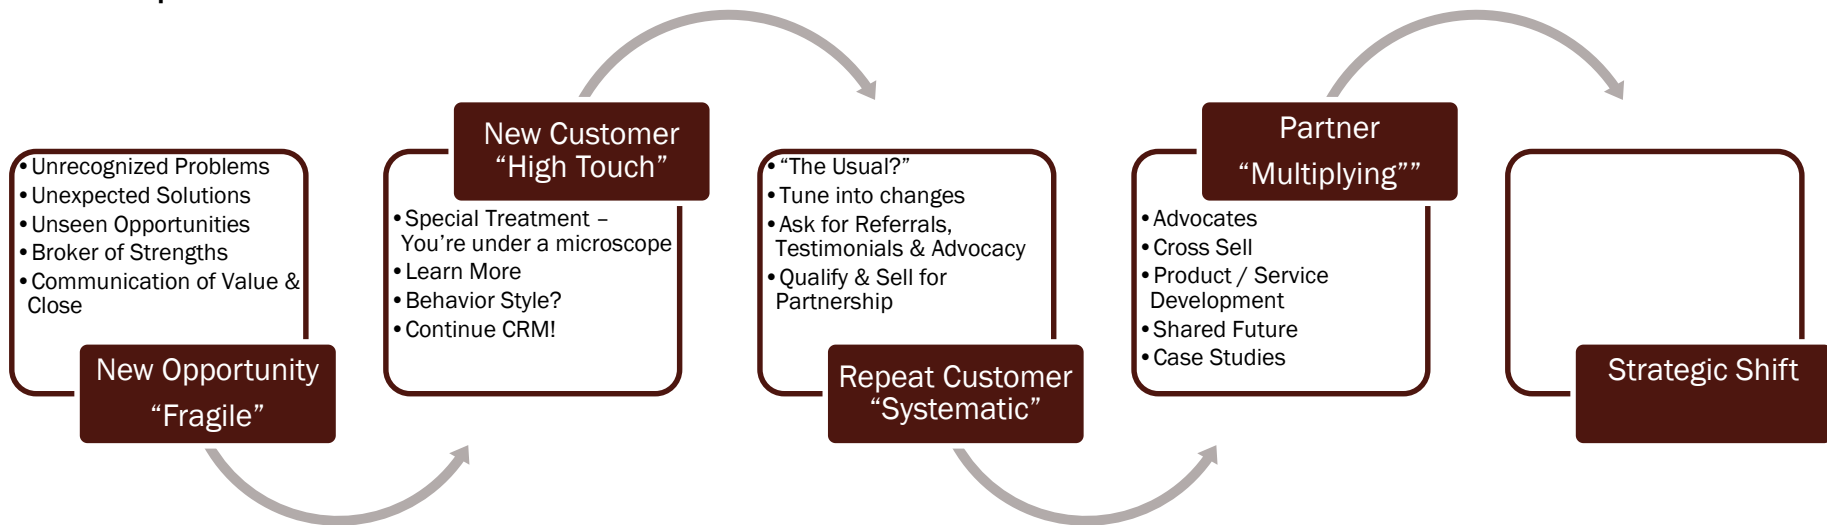 • Unrecognized Problems
• Unexpected Solutions
• Unseen Opportunities
• Broker of Strengths
• Communication of Value &
Close
New Opportunity
“Fragile”
New Customer
“High Touch”
• Special Treatment –
You’re under a microscope
• Learn More
• Behavior Style?
• Continue CRM!
• “The Usual?”
• Tune into changes
• Ask for Referrals,
Testimonials & Advocacy
• Qualify & Sell for
Partnership
Repeat Customer
“Systematic”
Partner
“Multiplying””
• Advocates
• Cross Sell
• Product / Service
Development
• Shared Future
• Case Studies
Strategic Shift